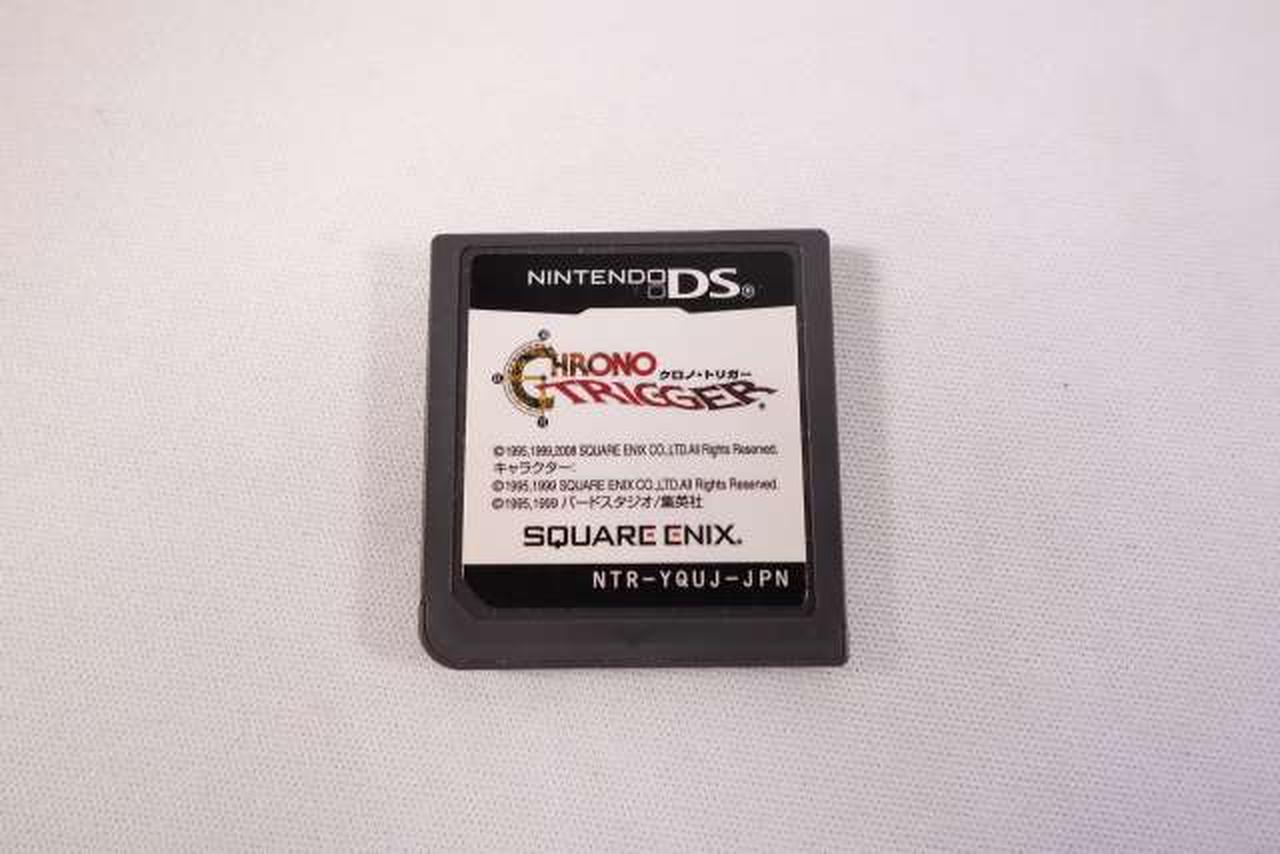 NINTENDO DS®
CHRONO
クロノ・トリガー
TRIGGER®
©1995,1999,2008 SQUARE ENIX CO.,LTD.All Rights Reserved.
キャラクター:
©1995,1999 SQUARE ENIX CO.,LTD.All Rights Reserved.
©1995,1999 バードスタジオ/集英社
SQUARE ENIX.
NTR-YQUJ-JPN